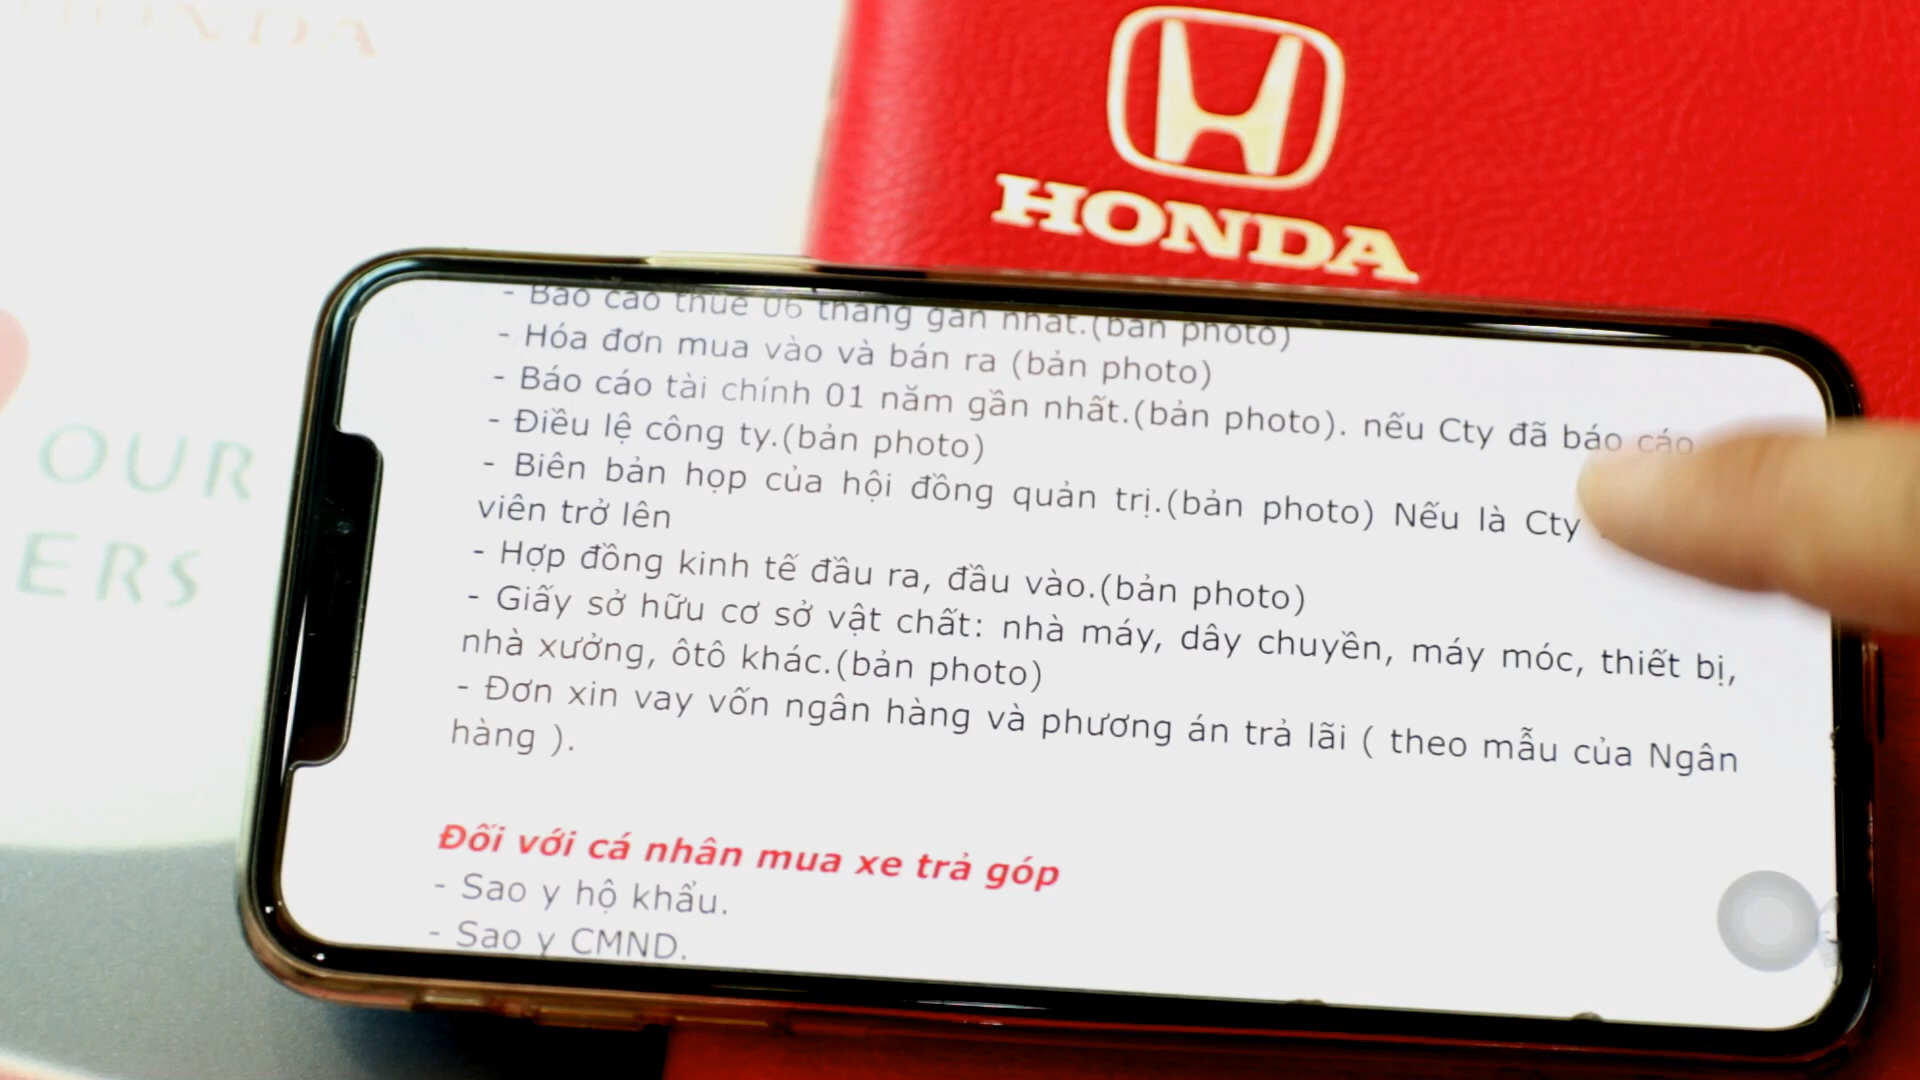 HONDA
HONDA
OUR
ERS
- Báo cáo thuế 06 tháng gần nhất.(bản photo)
- Hóa đơn mua vào và bán ra (bản photo)
- Báo cáo tài chính 01 năm gần nhất.(bản photo). nếu Cty đã báo cáo
- Điều lệ công ty.(bản photo)
- Biên bản họp của hội đồng quản trị.(bản photo) Nếu là Cty
viên trở lên
- Hợp đồng kinh tế đầu ra, đầu vào.(bản photo)
- Giấy sở hữu cơ sở vật chất: nhà máy, dây chuyền, máy móc, thiết bị,
nhà xưởng, ôtô khác.(bản photo)
- Đơn xin vay vốn ngân hàng và phương án trả lãi ( theo mẫu của Ngân
hàng ).
Đối với cá nhân mua xe trả góp
- Sao y hộ khẩu.
- Sao y CMND.